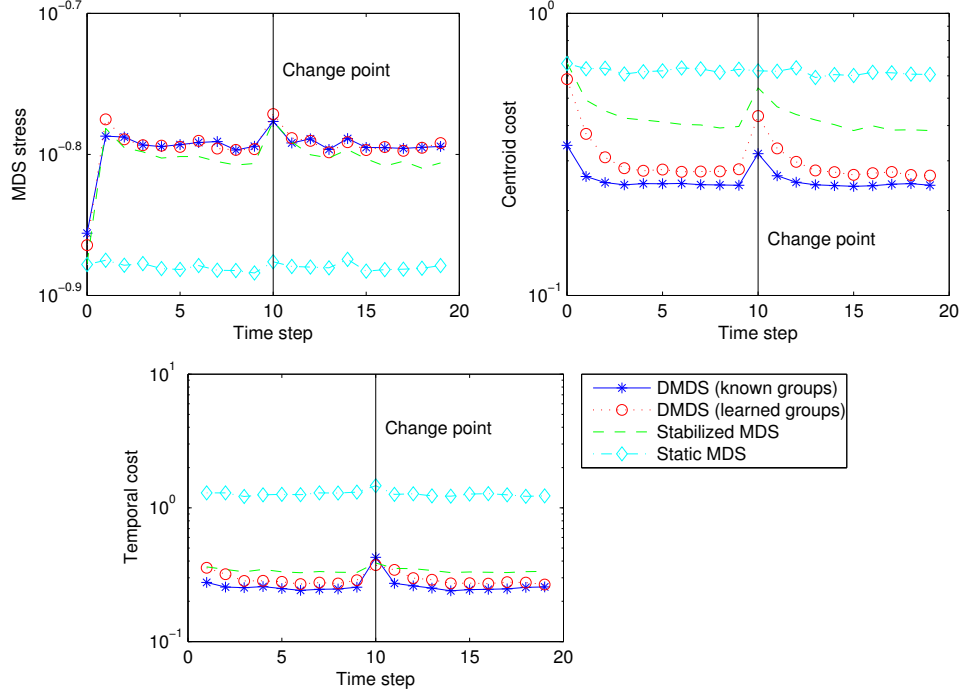 10^-0.7
10^-0.8
10^-0.9
MDS stress
Change point
0 5 10 15 20
Time step
10^0
10^-1
Centroid cost
Change point
0 5 10 15 20
Time step
10^1
10^0
10^-1
Temporal cost
Change point
0 5 10 15 20
Time step
DMDS (known groups)
DMDS (learned groups)
Stabilized MDS
Static MDS